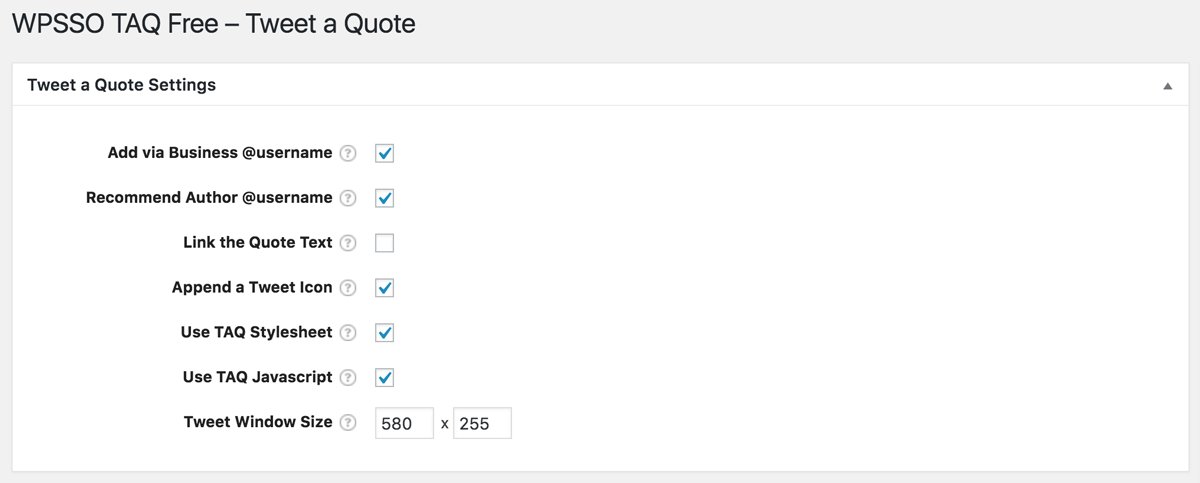 WPSSO TAQ Free – Tweet a Quote
Tweet a Quote Settings
Add via Business @username ?
Recommend Author @username ?
Link the Quote Text ?
Append a Tweet Icon ?
Use TAQ Stylesheet ?
Use TAQ Javascript ?
Tweet Window Size ? 580 x 255